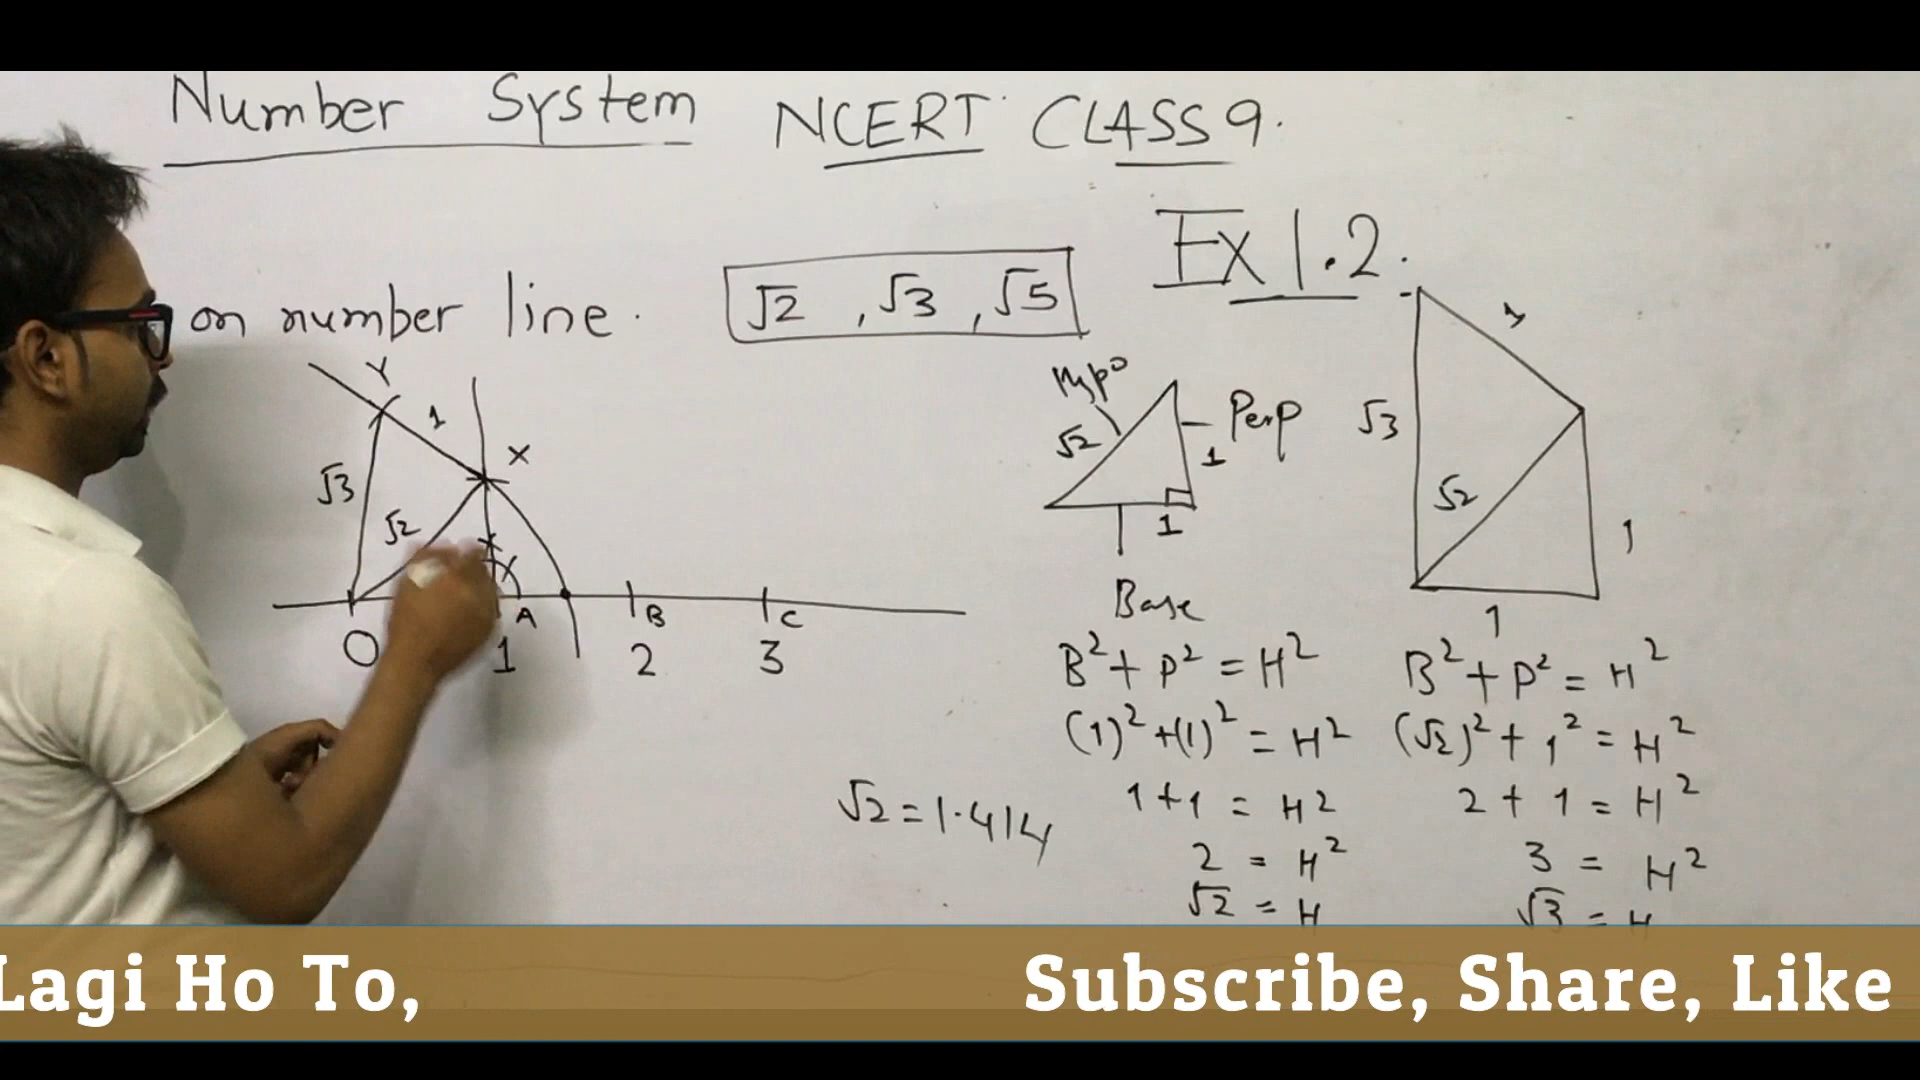 Number System NCERT CLASS 9.
Ex 1.2.
on number line. √2 , √3 , √5
Y
1
X
√3
√2
A B C
0 1 2 3
Hypo
√2
Perp
1
1
Base
1
√3
√2
1
1
B² + P² = H²
(1)² + (1)² = H²
1 + 1 = H²
2 = H²
√2 = H
B² + P² = H²
(√2)² + 1² = H²
2 + 1 = H²
3 = H²
√3 = H
√2 = 1.414
Lagi Ho To, Subscribe, Share, Like